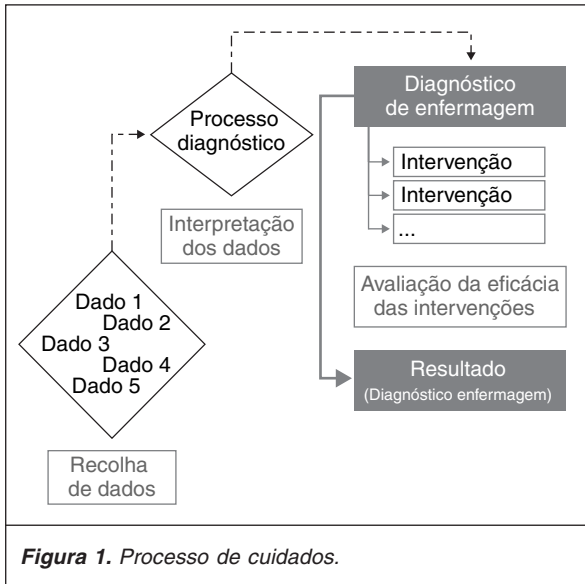 Processo
diagnóstico
Diagnóstico
de enfermagem
Intervenção
Intervenção
...
Interpretação
dos dados
Avaliação da eficácia
das intervenções
Dado 1
Dado 2
Dado 3
Dado 4
Dado 5
Resultado
(Diagnóstico enfermagem)
Recolha
de dados
Figura 1. Processo de cuidados.